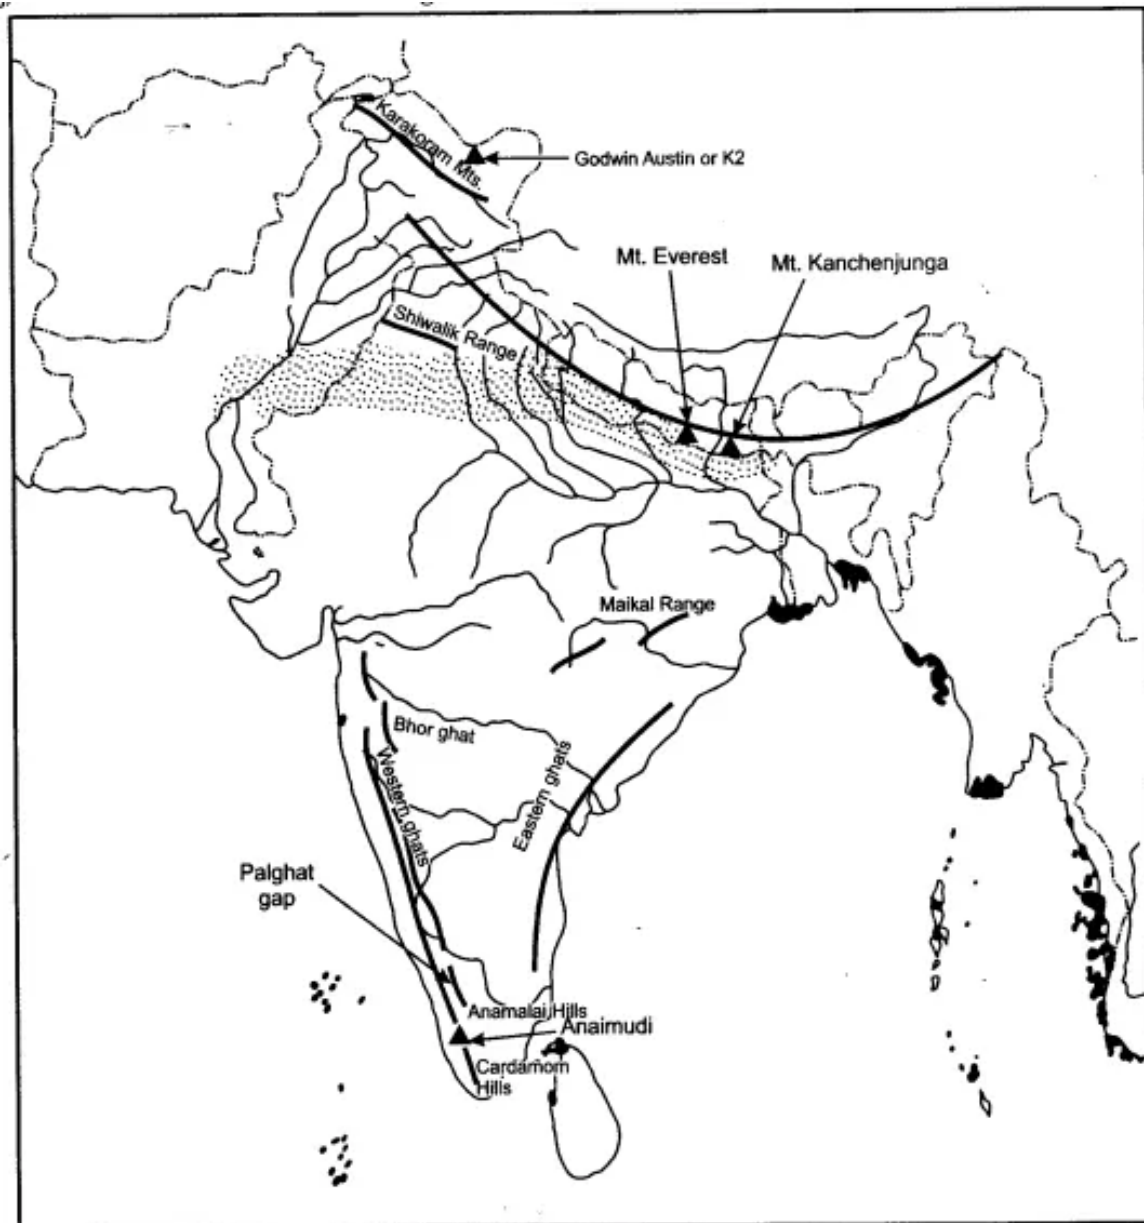 Karakoram Mts.
Godwin Austin or K2
Mt. Everest
Mt. Kanchenjunga
Shiwalik Range
Maikal Range
Bhor ghat
Western ghats
Eastern ghats
Palghat
gap
Anamalai Hills
Anaimudi
Cardamom
Hills